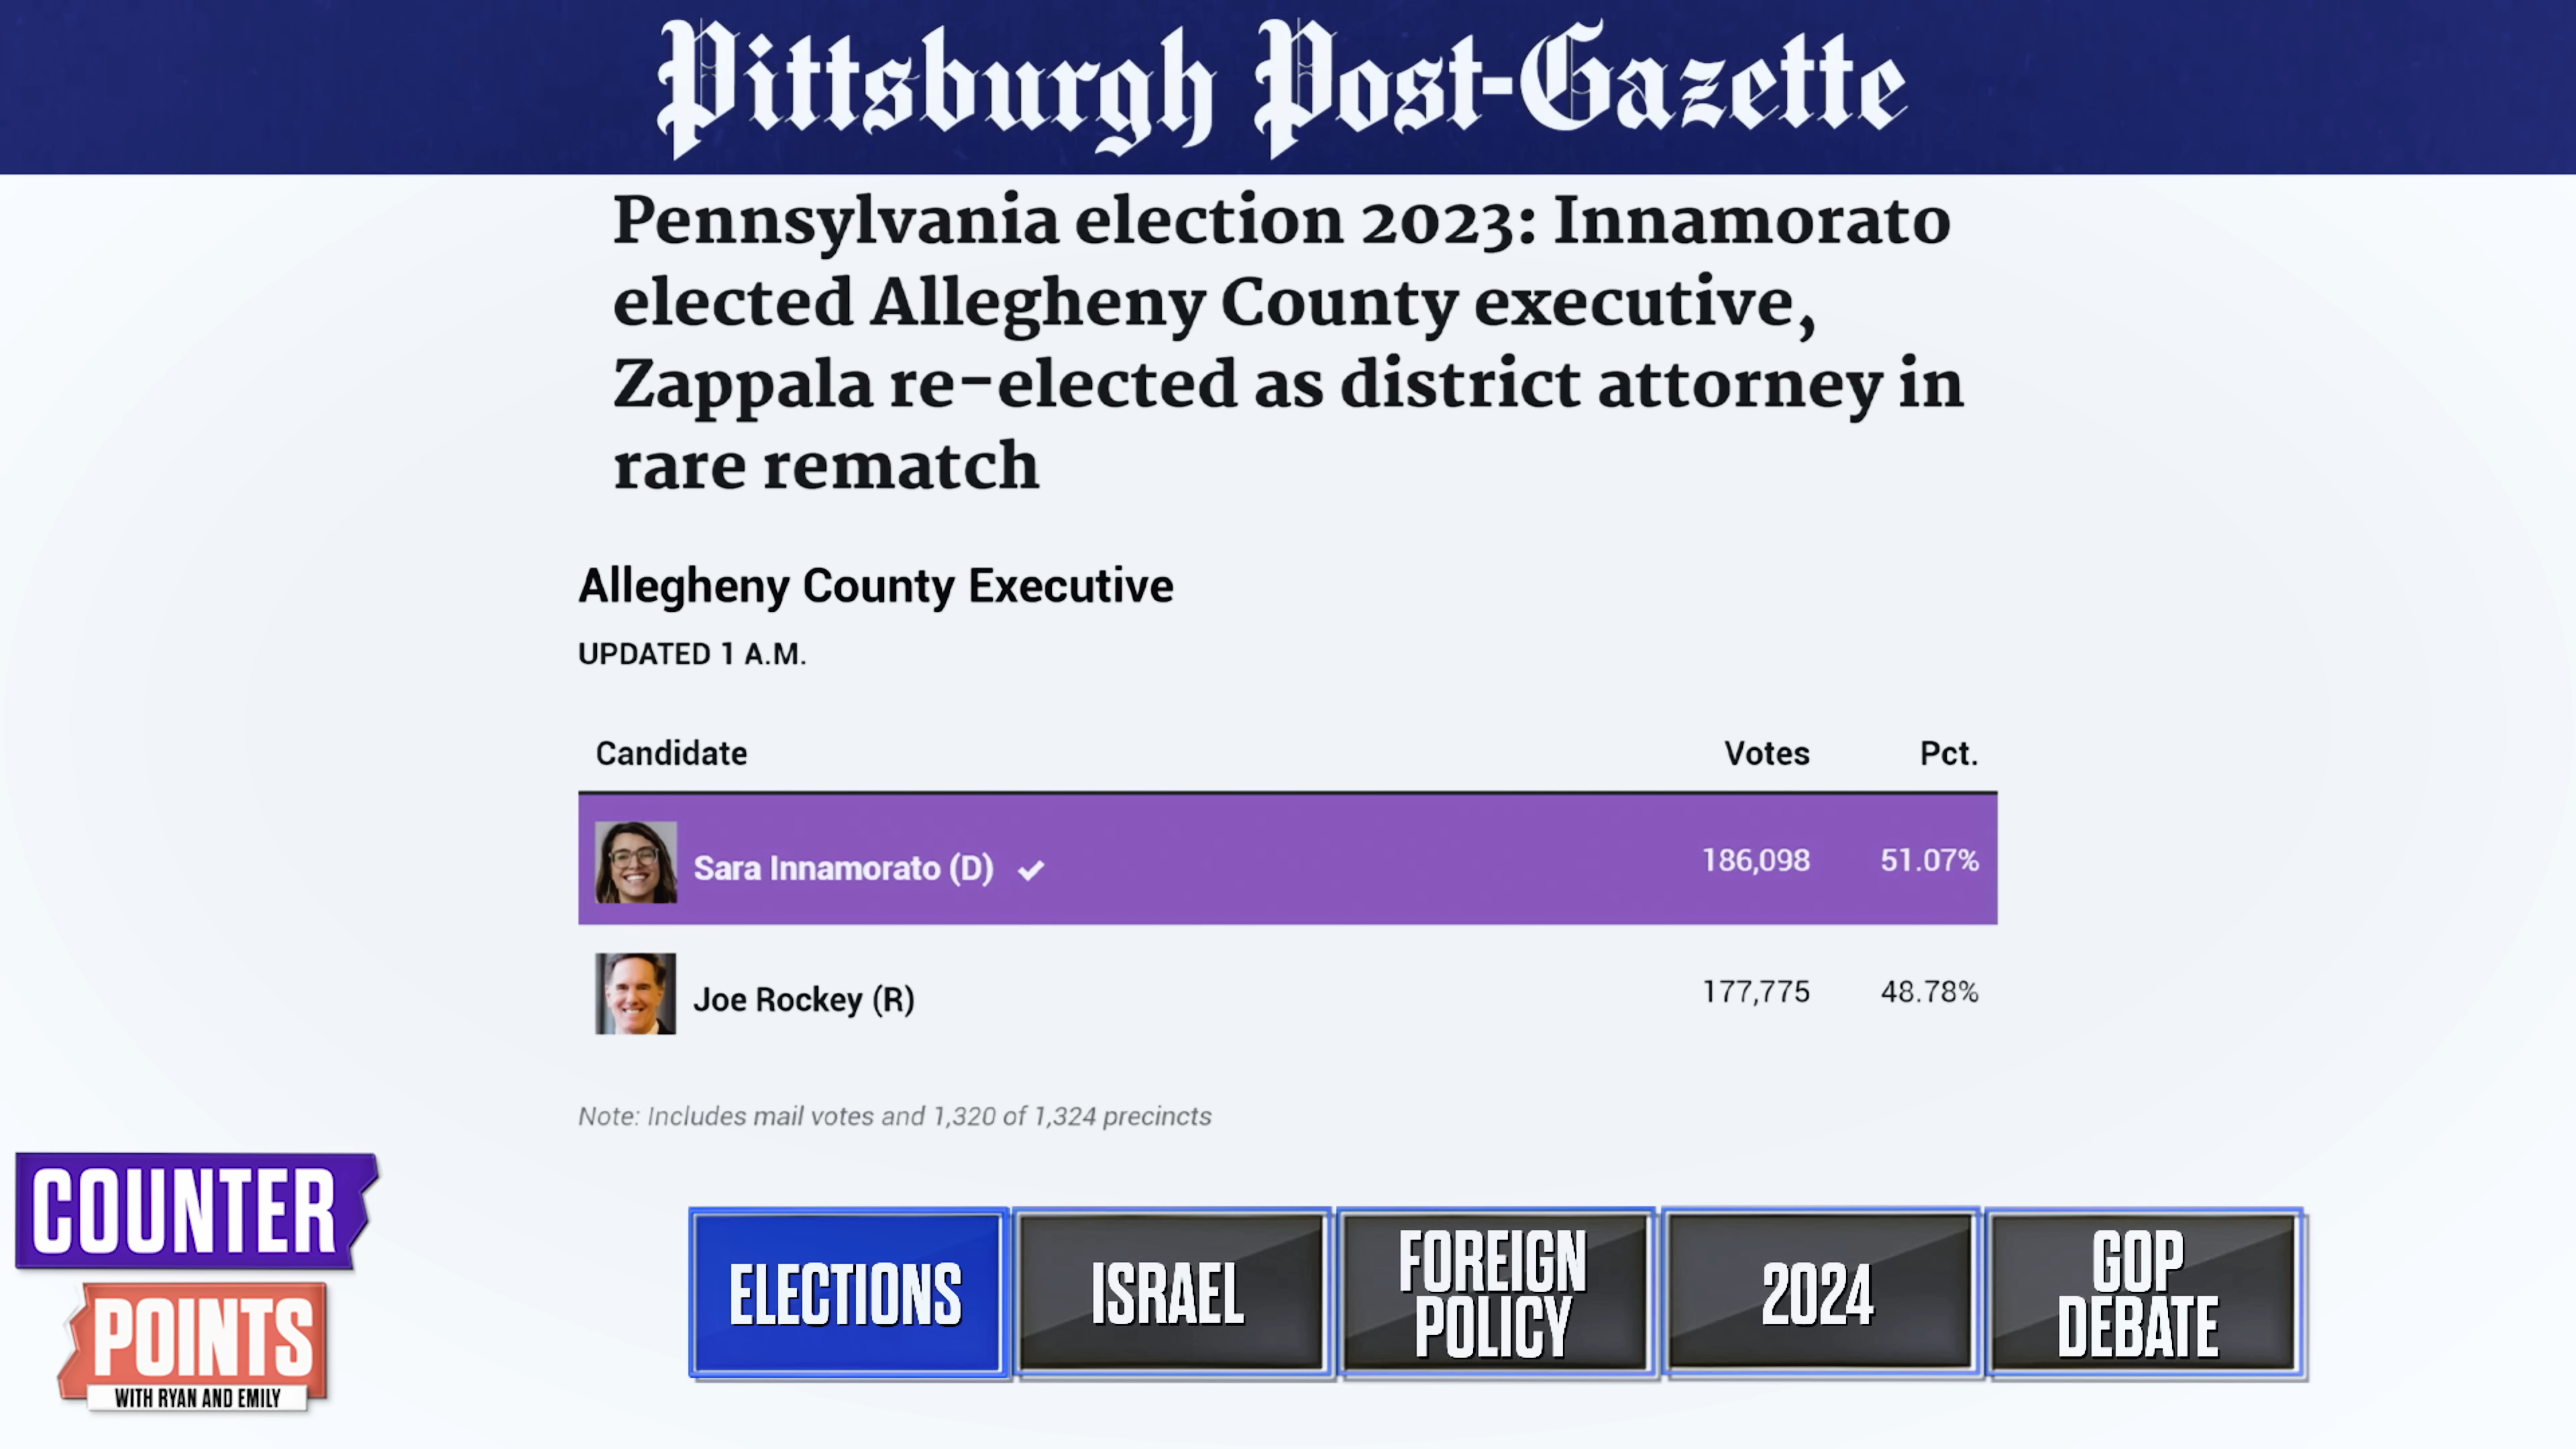 Pittsburgh Post-Gazette
Pennsylvania election 2023: Innamorato
elected Allegheny County executive,
Zappala re-elected as district attorney in
rare rematch
Allegheny County Executive
UPDATED 1 A.M.
Candidate Votes Pct.
Sara Innamorato (D) ✓ 186,098 51.07%
Joe Rockey (R) 177,775 48.78%
Note: Includes mail votes and 1,320 of 1,324 precincts
COUNTER
POINTS
WITH RYAN AND EMILY
ELECTIONS
ISRAEL
FOREIGN
POLICY
2024
GOP
DEBATE